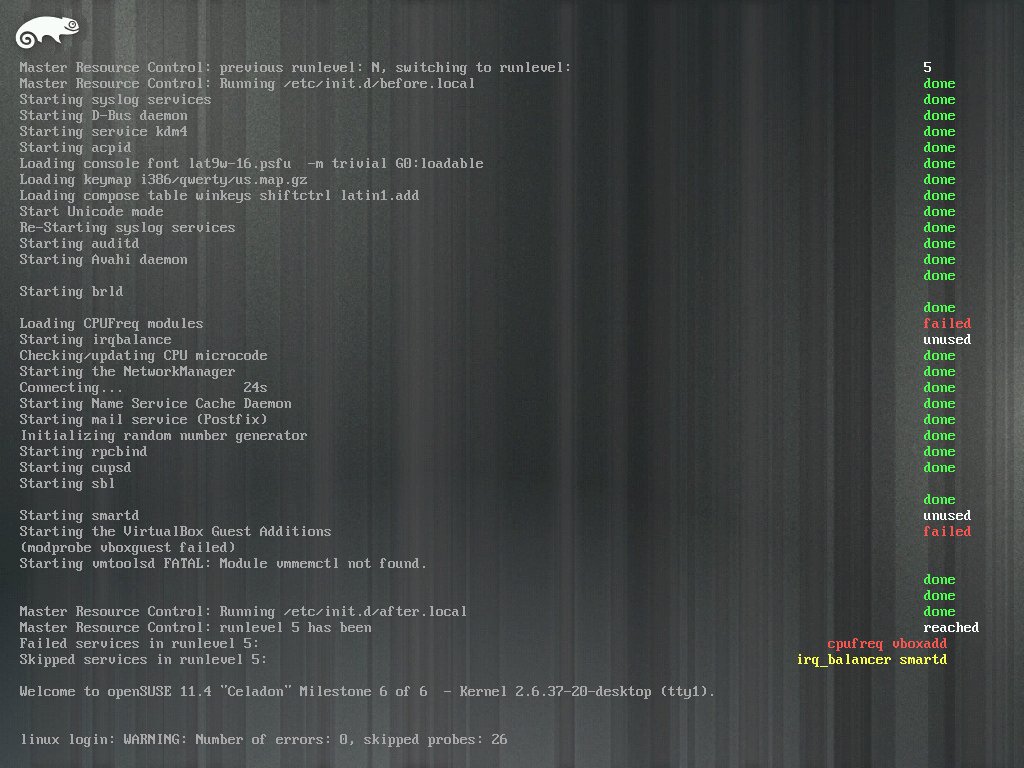 Master Resource Control: previous runlevel: N, switching to runlevel: 5
Master Resource Control: Running /etc/init.d/before.local done
Starting syslog services done
Starting D-Bus daemon done
Starting service kdm4 done
Starting acpid done
Loading console font lat9w-16.psfu  -m trivial G0:loadable done
Loading keymap i386/qwerty/us.map.gz done
Loading compose table winkeys shiftctrl latin1.add done
Start Unicode mode done
Re-Starting syslog services done
Starting auditd done
Starting Avahi daemon done
done
Starting brld
done
Loading CPUFreq modules failed
Starting irqbalance unused
Checking/updating CPU microcode done
Starting the NetworkManager done
Connecting... 24s done
Starting Name Service Cache Daemon done
Starting mail service (Postfix) done
Initializing random number generator done
Starting rpcbind done
Starting cupsd done
Starting sbl
done
Starting smartd unused
Starting the VirtualBox Guest Additions failed
(modprobe vboxguest failed)
Starting vmtoolsd FATAL: Module vmmemctl not found.
done
done
Master Resource Control: Running /etc/init.d/after.local done
Master Resource Control: runlevel 5 has been reached
Failed services in runlevel 5: cpufreq vboxadd
Skipped services in runlevel 5: irq_balancer smartd
Welcome to openSUSE 11.4 "Celadon" Milestone 6 of 6  - Kernel 2.6.37-20-desktop (tty1).
linux login: WARNING: Number of errors: 0, skipped probes: 26